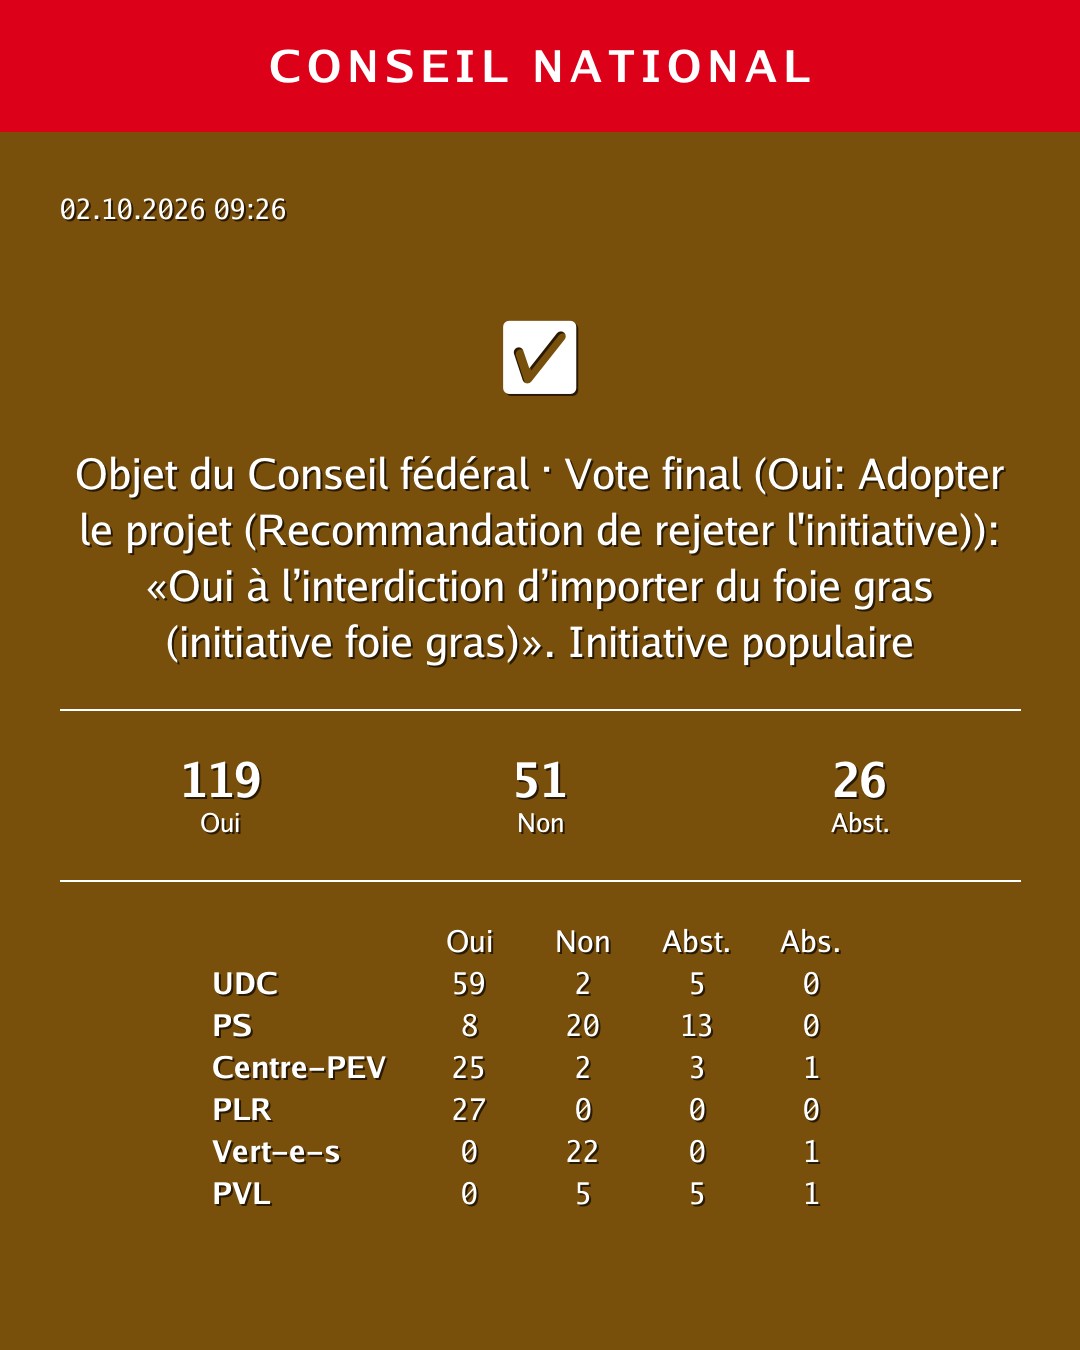 CONSEIL NATIONAL
02.10.2026 09:26
Objet du Conseil fédéral · Vote final (Oui: Adopter
le projet (Recommandation de rejeter l'initiative)):
«Oui à l’interdiction d’importer du foie gras
(initiative foie gras)». Initiative populaire
119 51 26
Oui Non Abst.
Oui Non Abst. Abs.
UDC 59 2 5 0
PS 8 20 13 0
Centre-PEV 25 2 3 1
PLR 27 0 0 0
Vert-e-s 0 22 0 1
PVL 0 5 5 1